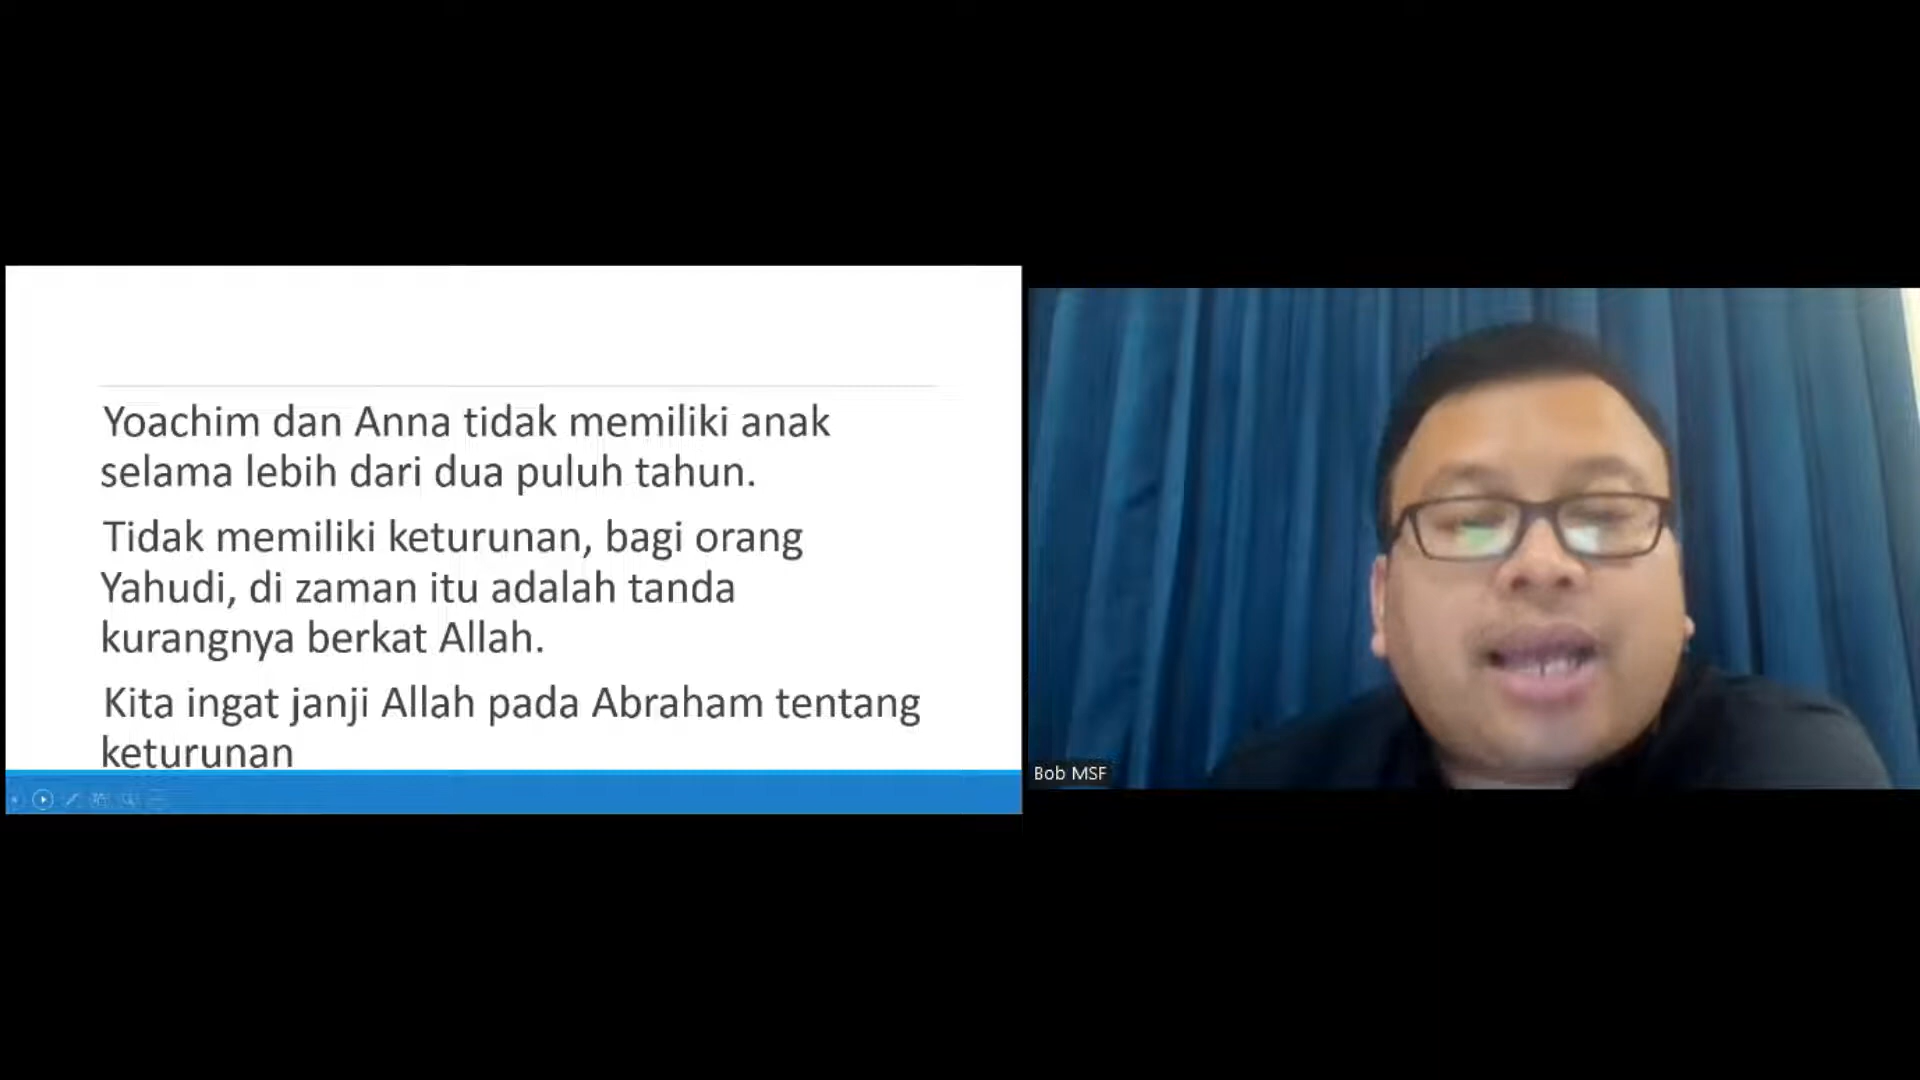 Yoachim dan Anna tidak memiliki anak
selama lebih dari dua puluh tahun.
Tidak memiliki keturunan, bagi orang
Yahudi, di zaman itu adalah tanda
kurangnya berkat Allah.
Kita ingat janji Allah pada Abraham tentang
keturunan
Bob MSF